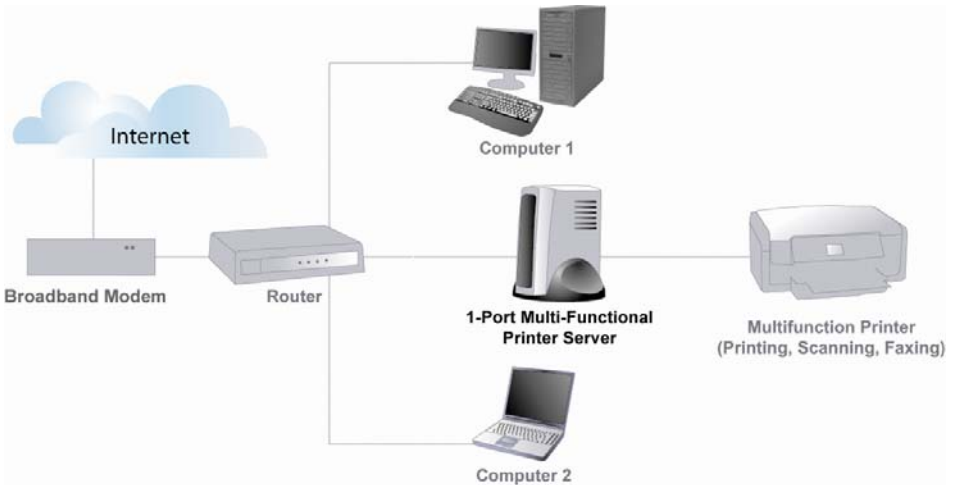 Internet
Computer 1
Broadband Modem
Router
1-Port Multi-Functional
Printer Server
Multifunction Printer
(Printing, Scanning, Faxing)
Computer 2